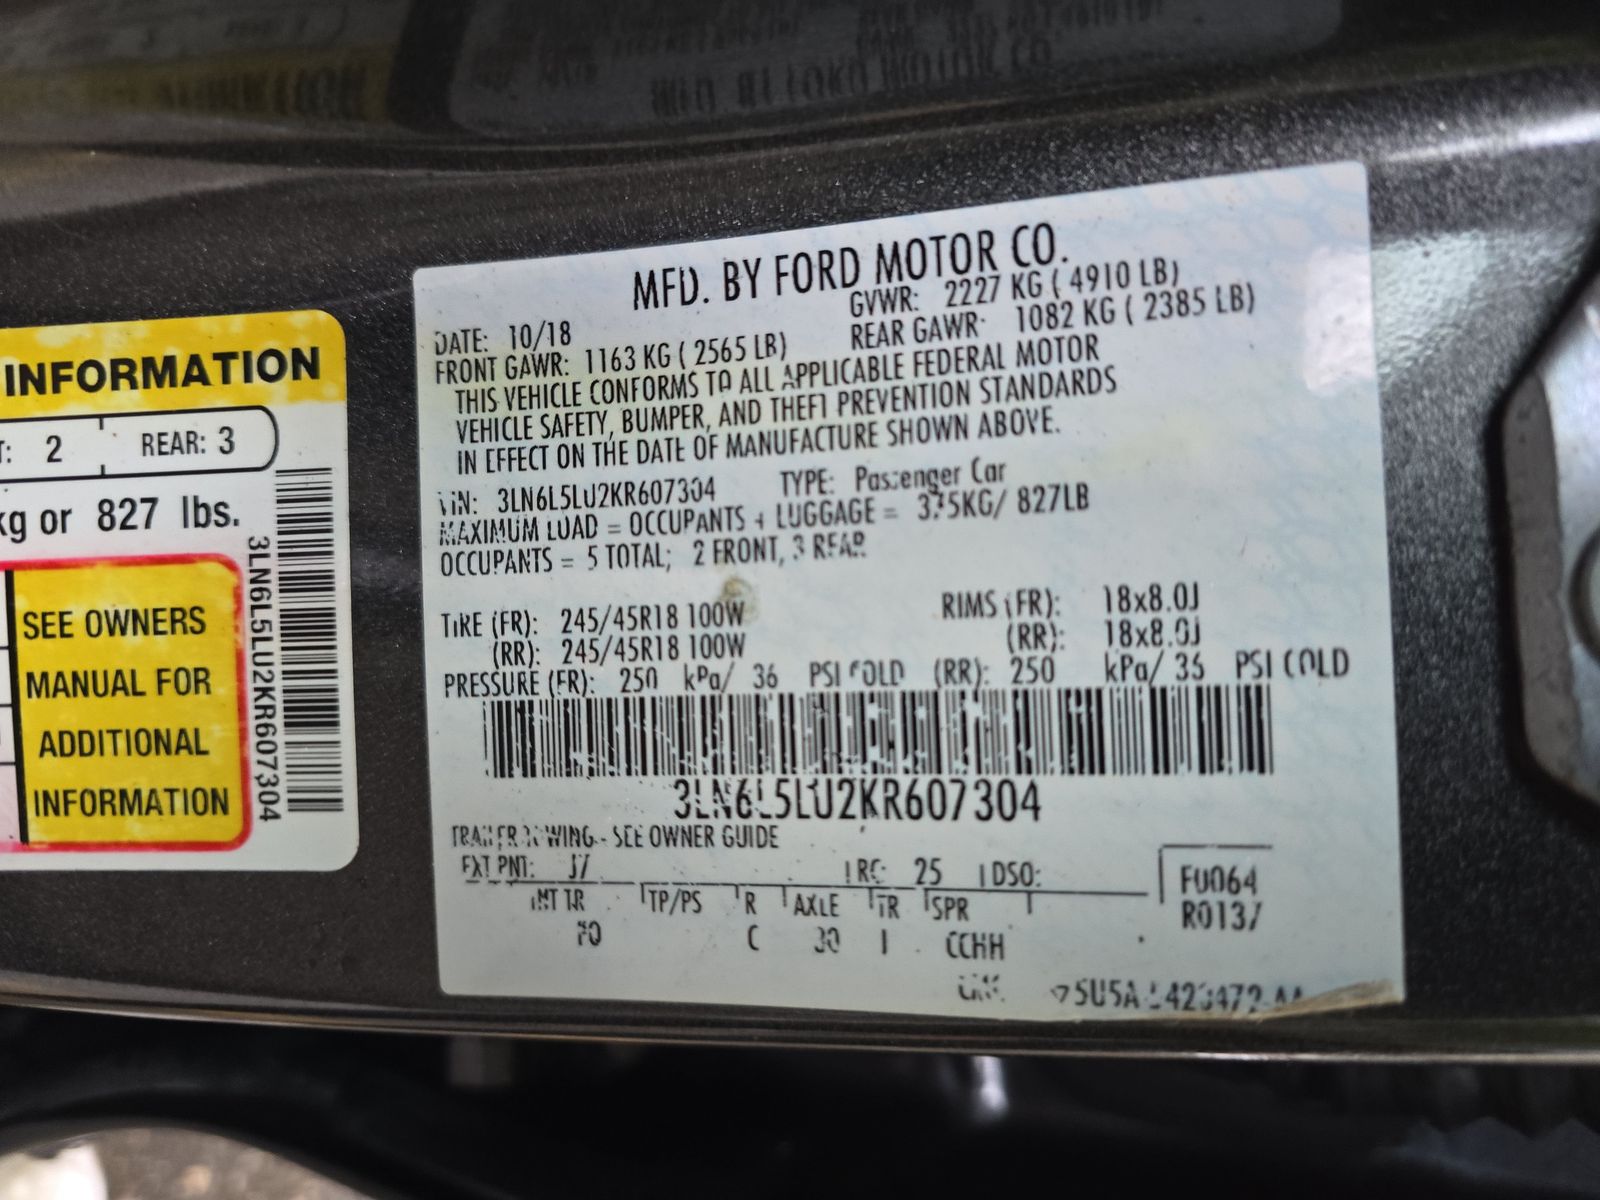 INFORMATION
2 REAR: 3
kg or 827 lbs.
SEE OWNERS
MANUAL FOR
ADDITIONAL
INFORMATION
3LN6L5LU2KR607304
MFD. BY FORD MOTOR CO.
DATE: 10/18 GVWR: 2227 KG ( 4910 LB)
FRONT GAWR: 1163 KG ( 2565 LB) REAR GAWR: 1082 KG ( 2385 LB)
THIS VEHICLE CONFORMS TO ALL APPLICABLE FEDERAL MOTOR
VEHICLE SAFETY, BUMPER, AND THEFT PREVENTION STANDARDS
IN EFFECT ON THE DATE OF MANUFACTURE SHOWN ABOVE.
VIN: 3LN6L5LU2KR607304 TYPE: Passenger Car
MAXIMUM LOAD = OCCUPANTS + LUGGAGE = 375KG/ 827LB
OCCUPANTS = 5 TOTAL; 2 FRONT, 3 REAR
TIRE (FR): 245/45R18 100W RIMS (FR): 18x8.0J
(RR): 245/45R18 100W (RR): 18x8.0J
PRESSURE (FR): 250 kPa/ 36 PSI COLD (RR): 250 kPa/ 36 PSI COLD
3LN6L5LU2KR607304
TRAILER TOWING - SEE OWNER GUIDE
EXT PNT: J7 RC: 25 DSO: F0064
INT TR TP/PS R AXLE TR SPR R0137
C 30 I CCHH